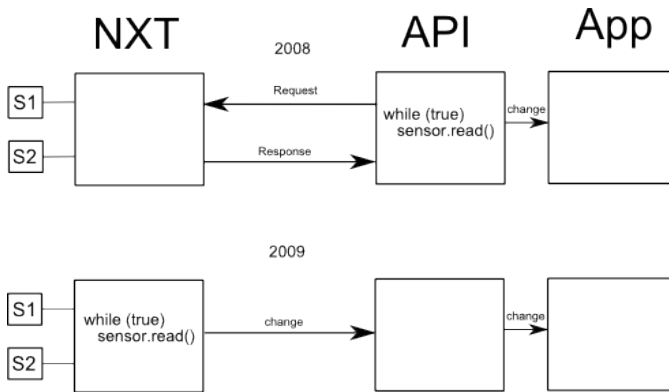 NXT
API
App
2008
S1
S2
Request
Response
while (true)
sensor.read()
change
2009
S1
S2
while (true)
sensor.read()
change
change